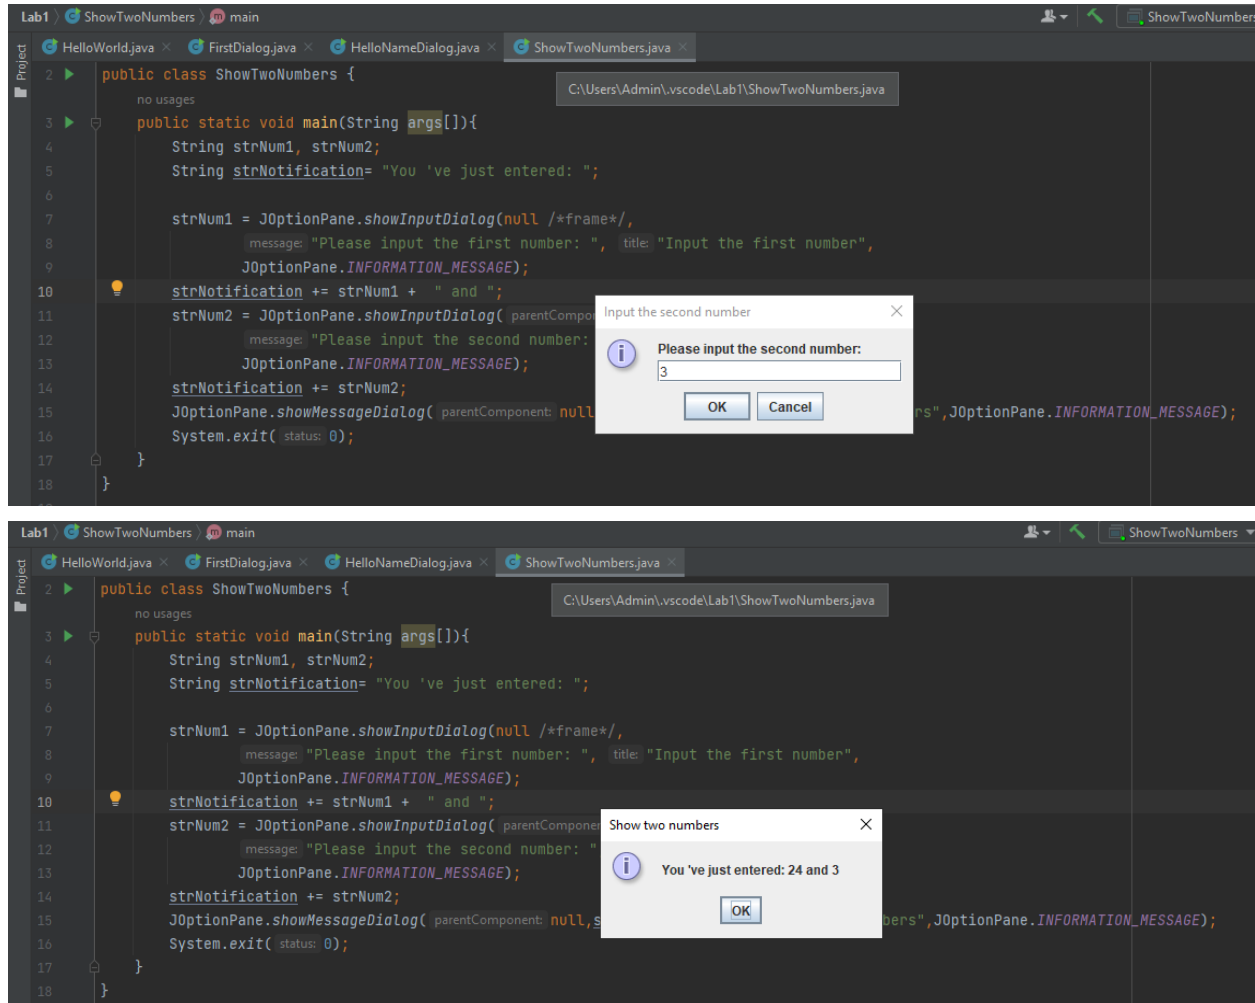 Lab1 ShowTwoNumbers main ShowTwoNumbers
Project
HelloWorld.java FirstDialog.java HelloNameDialog.java ShowTwoNumbers.java
2 public class ShowTwoNumbers {
C:\Users\Admin\.vscode\Lab1\ShowTwoNumbers.java
no usages
3 public static void main(String args[]){
4 String strNum1, strNum2;
5 String strNotification= "You 've just entered: ";
6
7 strNum1 = JOptionPane.showInputDialog(null /*frame*/,
8 message: "Please input the first number: ", title: "Input the first number",
9 JOptionPane.INFORMATION_MESSAGE);
10 strNotification += strNum1 + " and ";
11 strNum2 = JOptionPane.showInputDialog( parentCompo
12 message: "Please input the second number:
13 JOptionPane.INFORMATION_MESSAGE);
14 strNotification += strNum2;
15 JOptionPane.showMessageDialog( parentComponent: null rs",JOptionPane.INFORMATION_MESSAGE);
16 System.exit( status: 0);
17 }
18 }
Input the second number
Please input the second number:
3
OK Cancel
Lab1 ShowTwoNumbers main ShowTwoNumbers
Project
HelloWorld.java FirstDialog.java HelloNameDialog.java ShowTwoNumbers.java
2 public class ShowTwoNumbers {
C:\Users\Admin\.vscode\Lab1\ShowTwoNumbers.java
no usages
3 public static void main(String args[]){
4 String strNum1, strNum2;
5 String strNotification= "You 've just entered: ";
6
7 strNum1 = JOptionPane.showInputDialog(null /*frame*/,
8 message: "Please input the first number: ", title: "Input the first number",
9 JOptionPane.INFORMATION_MESSAGE);
10 strNotification += strNum1 + " and ";
11 strNum2 = JOptionPane.showInputDialog( parentComponen
12 message: "Please input the second number: "
13 JOptionPane.INFORMATION_MESSAGE);
14 strNotification += strNum2;
15 JOptionPane.showMessageDialog( parentComponent: null,s bers",JOptionPane.INFORMATION_MESSAGE);
16 System.exit( status: 0);
17 }
18 }
Show two numbers
You 've just entered: 24 and 3
OK